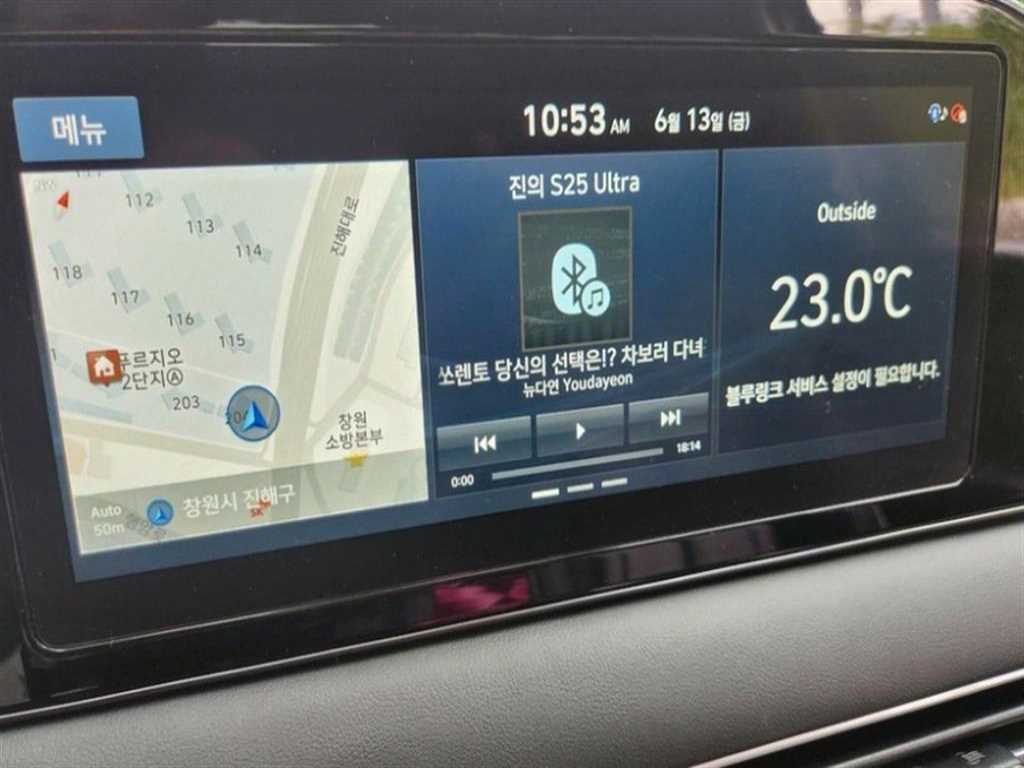 메뉴
10:53 AM 6월 13일 (금)
112
113
114
118
117
116
115
진해대로
푸르지오
2단지Ⓐ
203
창원
소방본부
Auto
50m
창원시 진해구
SK
진의 S25 Ultra
쏘렌토 당신의 선택은!? 차보러 다녀
뉴다연 Youdayeon
0:00
18:14
Outside
23.0℃
블루링크 서비스 설정이 필요합니다.